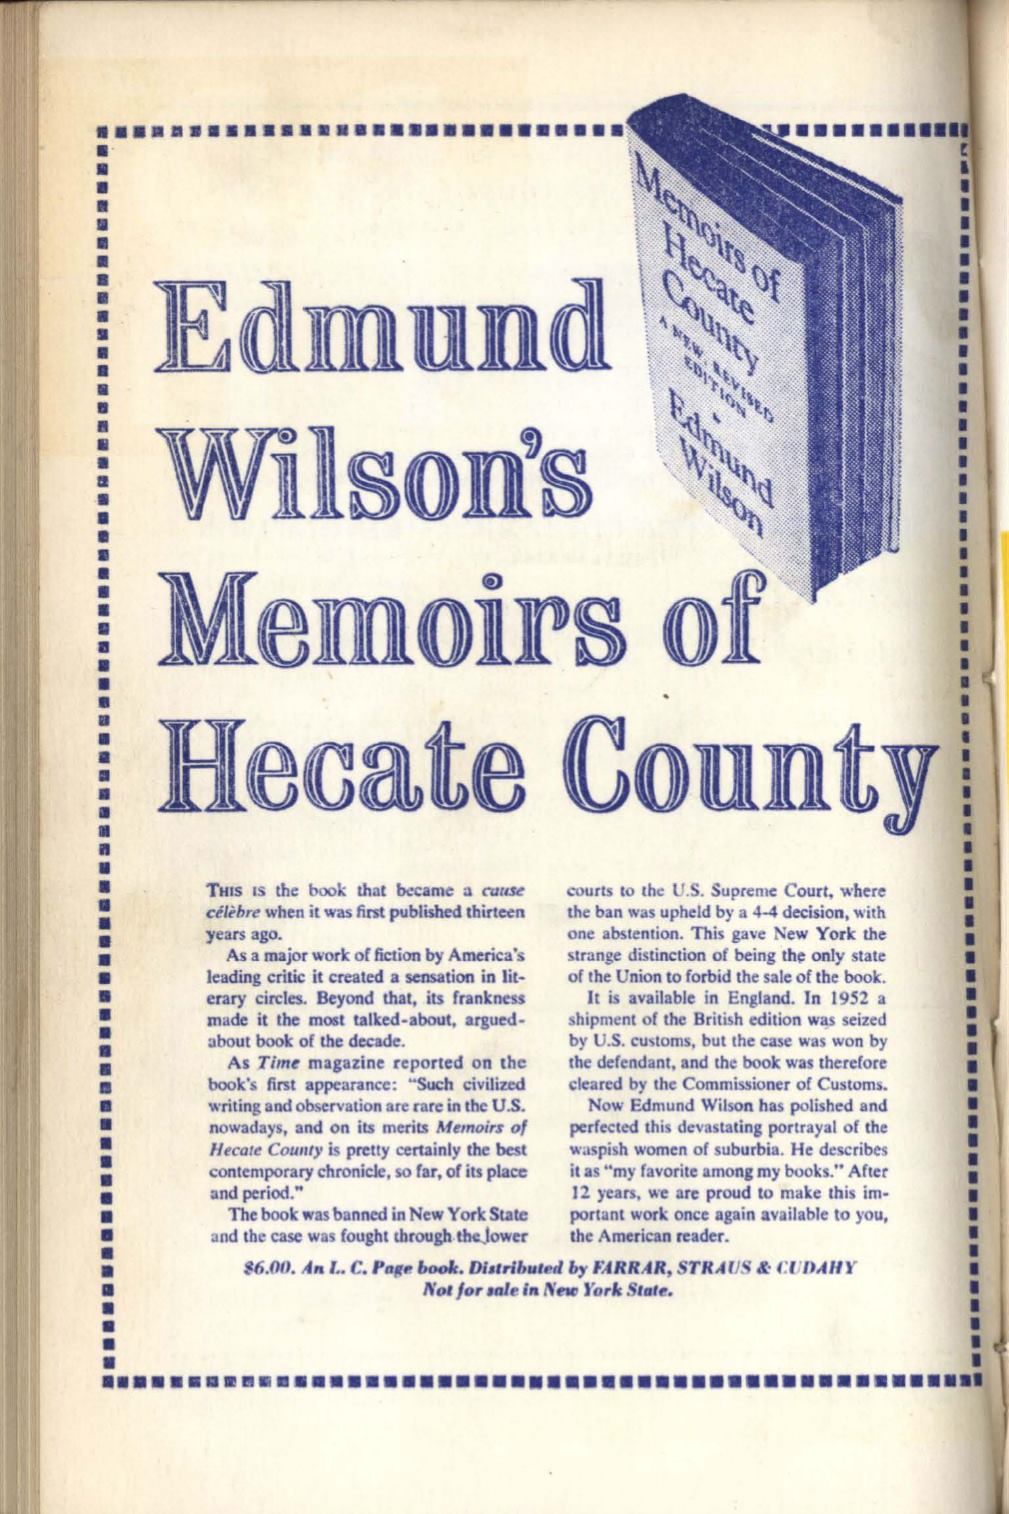 Memoirs of
Hecate
County
A NEW, REVISED
EDITION
Edmund
Wilson
Edmund
Wilson's
Memoirs of
Hecate County
THIS IS the book that became a cause
célèbre when it was first published thirteen
years ago.
As a major work of fiction by America's
leading critic it created a sensation in lit-
erary circles. Beyond that, its frankness
made it the most talked-about, argued-
about book of the decade.
As Time magazine reported on the
book's first appearance: "Such civilized
writing and observation are rare in the U.S.
nowadays, and on its merits Memoirs of
Hecate County is pretty certainly the best
contemporary chronicle, so far, of its place
and period."
The book was banned in New York State
and the case was fought through the lower
courts to the U.S. Supreme Court, where
the ban was upheld by a 4-4 decision, with
one abstention. This gave New York the
strange distinction of being the only state
of the Union to forbid the sale of the book.
It is available in England. In 1952 a
shipment of the British edition was seized
by U.S. customs, but the case was won by
the defendant, and the book was therefore
cleared by the Commissioner of Customs.
Now Edmund Wilson has polished and
perfected this devastating portrayal of the
waspish women of suburbia. He describes
it as "my favorite among my books." After
12 years, we are proud to make this im-
portant work once again available to you,
the American reader.
$6.00. An L. C. Page book. Distributed by FARRAR, STRAUS & CUDAHY
Not for sale in New York State.